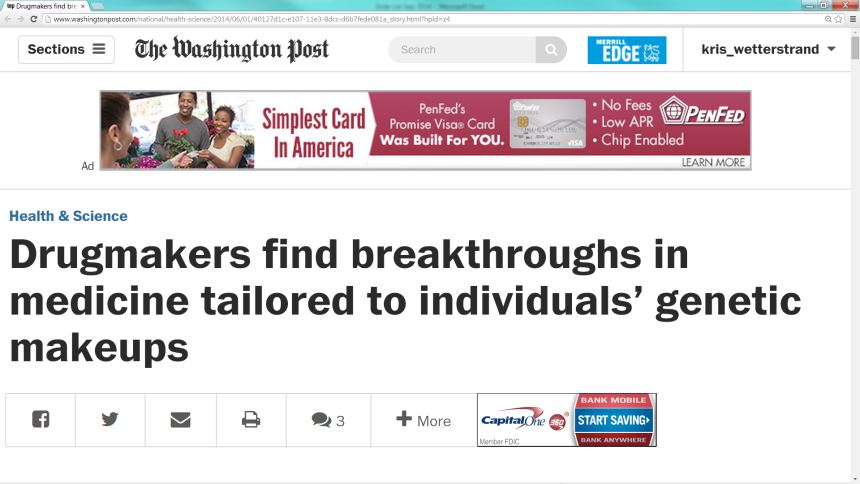 Drugmakers find bre
www.washingtonpost.com/national/health-science/2014/06/01/40127d1c-e107-11e3-8dcc-d6b7fede081a_story.html?hpid=z4
Sections
The Washington Post
Search
MERRILL
EDGE
kris_wetterstrand
Ad
Simplest Card
In America
PenFed's
Promise Visa® Card
Was Built For YOU.
PenFed
VISA
• No Fees
• Low APR
• Chip Enabled
PENFED
LEARN MORE
Health & Science
Drugmakers find breakthroughs in
medicine tailored to individuals’ genetic
makeups
3
More
CapitalOne 360®
Member FDIC
BANK MOBILE
START SAVING
BANK ANYWHERE